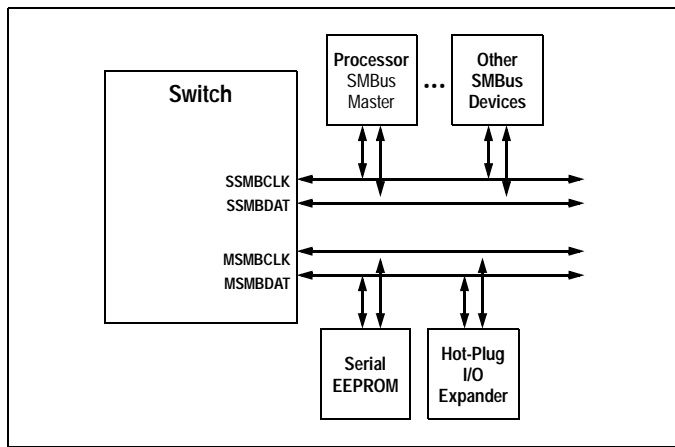 Switch
Processor
SMBus
Master
...
Other
SMBus
Devices
SSMBCLK
SSMBDAT
MSMBCLK
MSMBDAT
Serial
EEPROM
Hot-Plug
I/O
Expander